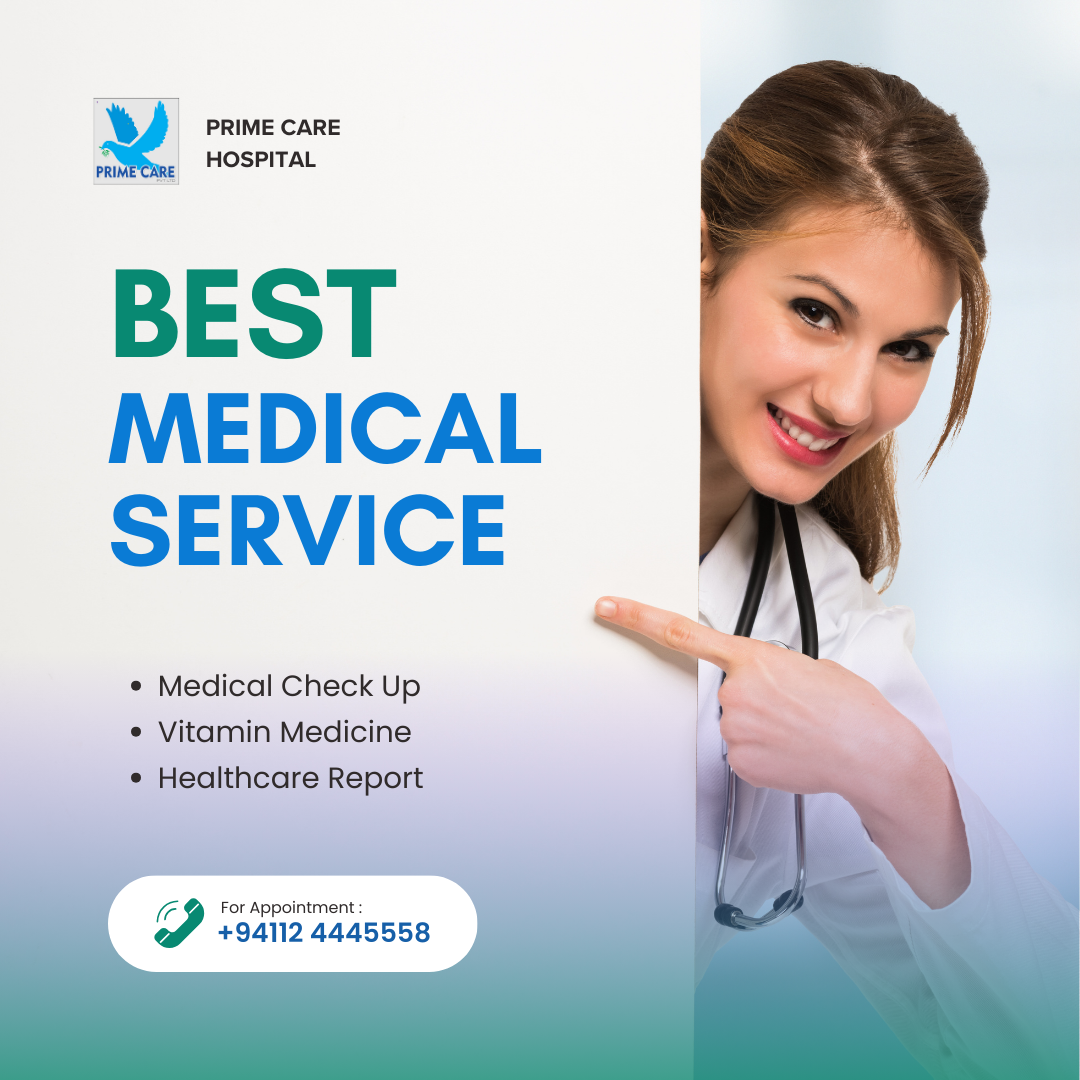 PRIME CARE
PRIME CARE
HOSPITAL
BEST
MEDICAL
SERVICE
Medical Check Up
Vitamin Medicine
Healthcare Report
For Appointment :
+94112 4445558